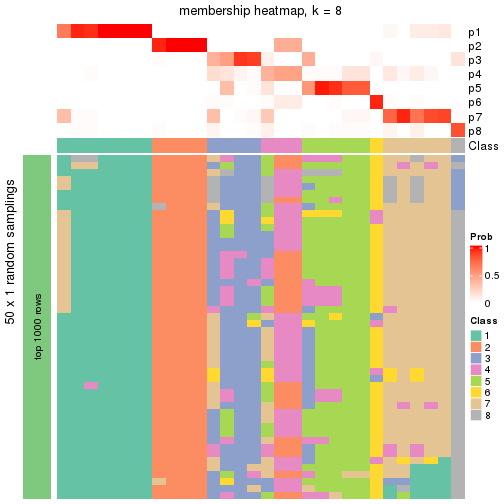 membership heatmap, k = 8
p1
p2
p3
p4
p5
p6
p7
p8
Class
50 x 1 random samplings
top 1000 rows
Prob
1
0.5
0
Class
1
2
3
4
5
6
7
8